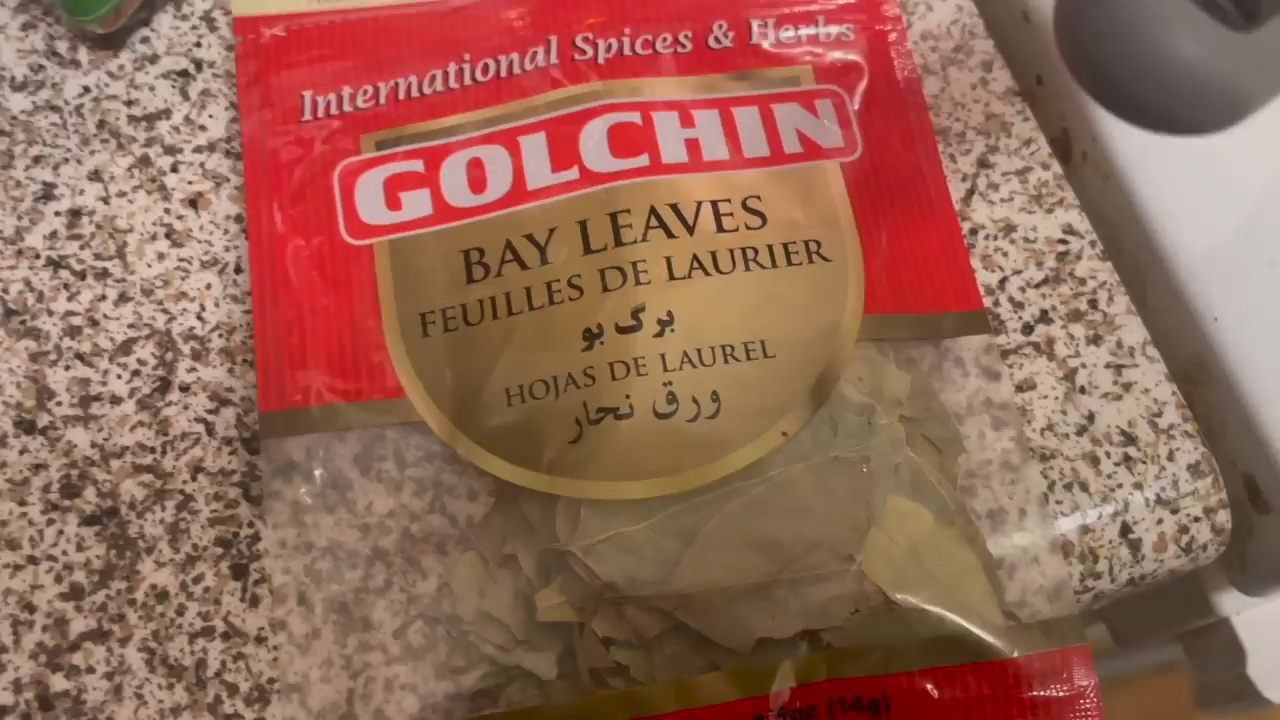 International Spices & Herbs
GOLCHIN
BAY LEAVES
FEUILLES DE LAURIER
برگ بو
HOJAS DE LAUREL
ورق نحار
(14g)